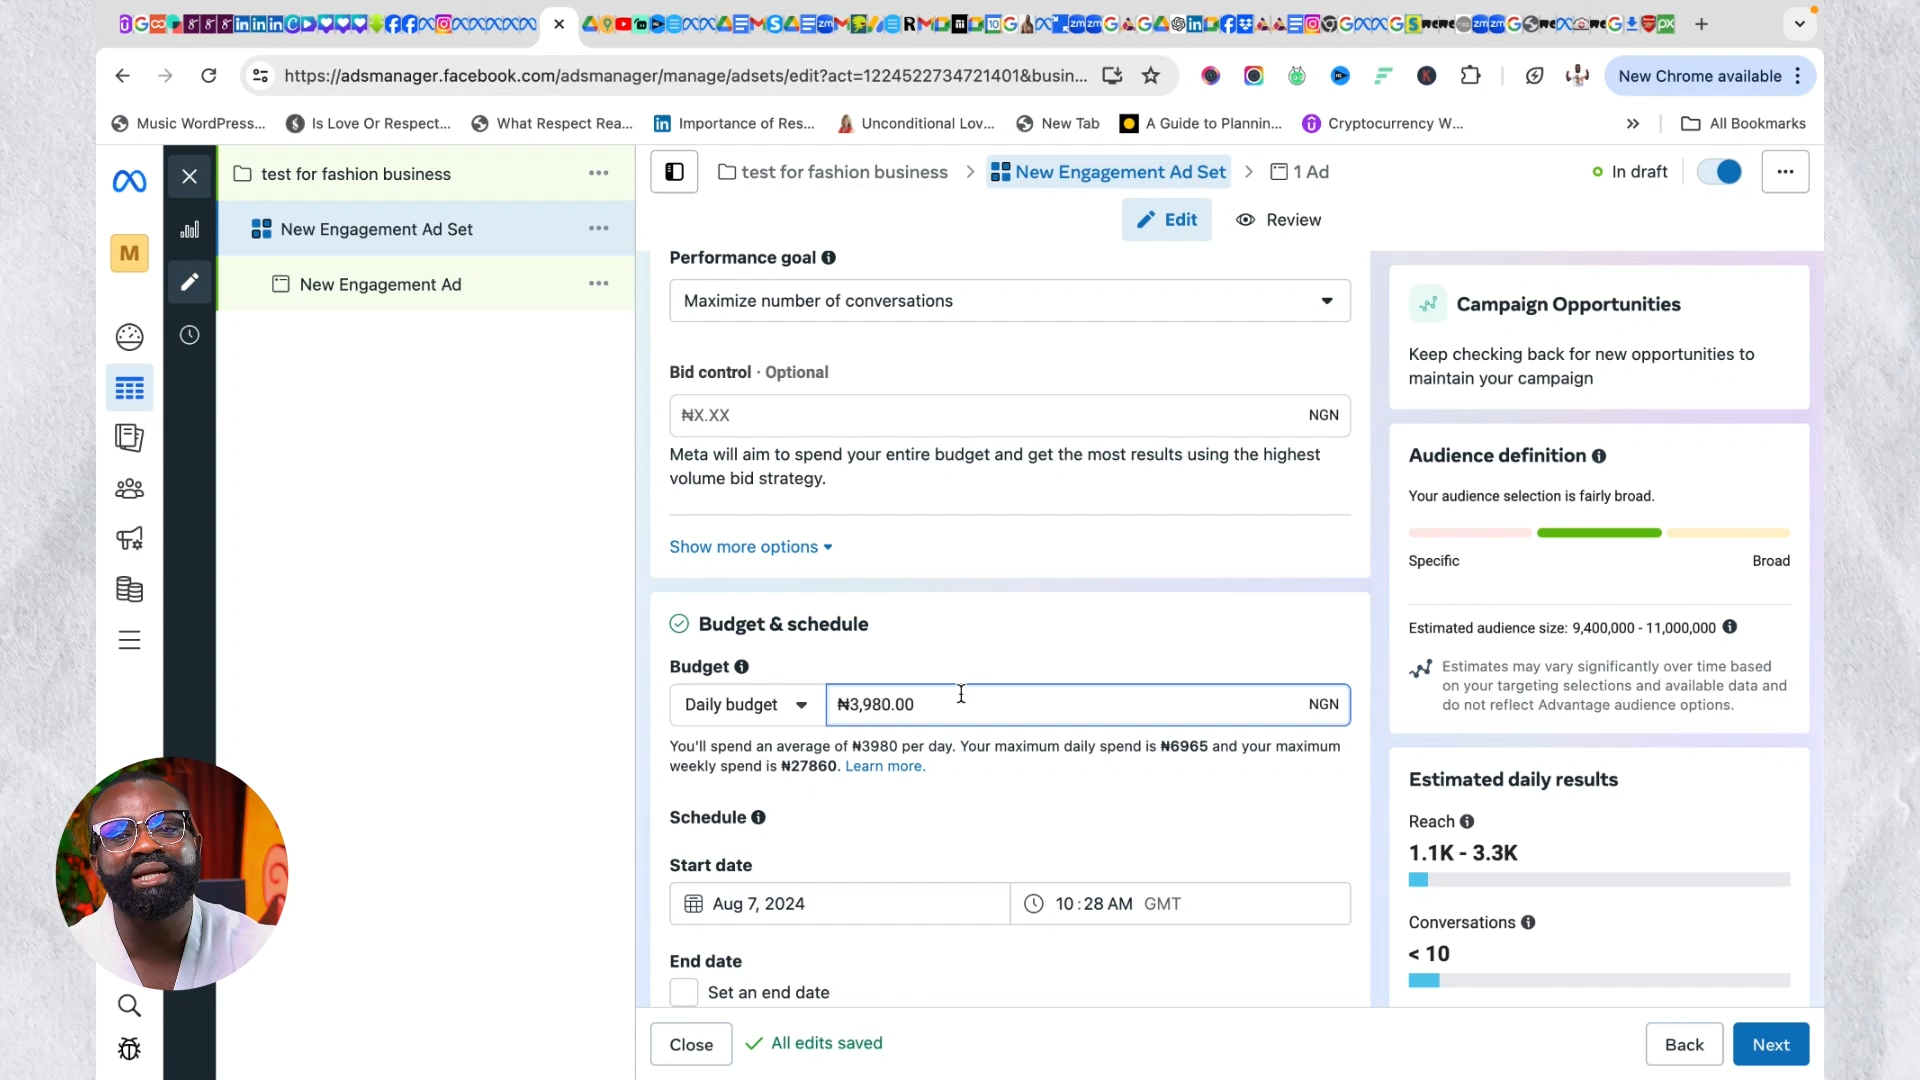 https://adsmanager.facebook.com/adsmanager/manage/adsets/edit?act=1224522734721401&busin...
New Chrome available
Music WordPress...
Is Love Or Respect...
What Respect Rea...
Importance of Res...
Unconditional Lov...
New Tab
A Guide to Plannin...
Cryptocurrency W...
All Bookmarks
M
test for fashion business
New Engagement Ad Set
New Engagement Ad
test for fashion business
New Engagement Ad Set
1 Ad
In draft
Edit
Review
Performance goal
Maximize number of conversations
Bid control · Optional
₦X.XX
NGN
Meta will aim to spend your entire budget and get the most results using the highest
volume bid strategy.
Show more options
Budget & schedule
Budget
Daily budget
₦3,980.00
NGN
You'll spend an average of ₦3980 per day. Your maximum daily spend is ₦6965 and your maximum
weekly spend is ₦27860. Learn more.
Schedule
Start date
Aug 7, 2024
10:28 AM GMT
End date
Set an end date
Close
All edits saved
Back
Next
Campaign Opportunities
Keep checking back for new opportunities to
maintain your campaign
Audience definition
Your audience selection is fairly broad.
Specific
Broad
Estimated audience size: 9,400,000 - 11,000,000
Estimates may vary significantly over time based
on your targeting selections and available data and
do not reflect Advantage audience options.
Estimated daily results
Reach
1.1K - 3.3K
Conversations
< 10